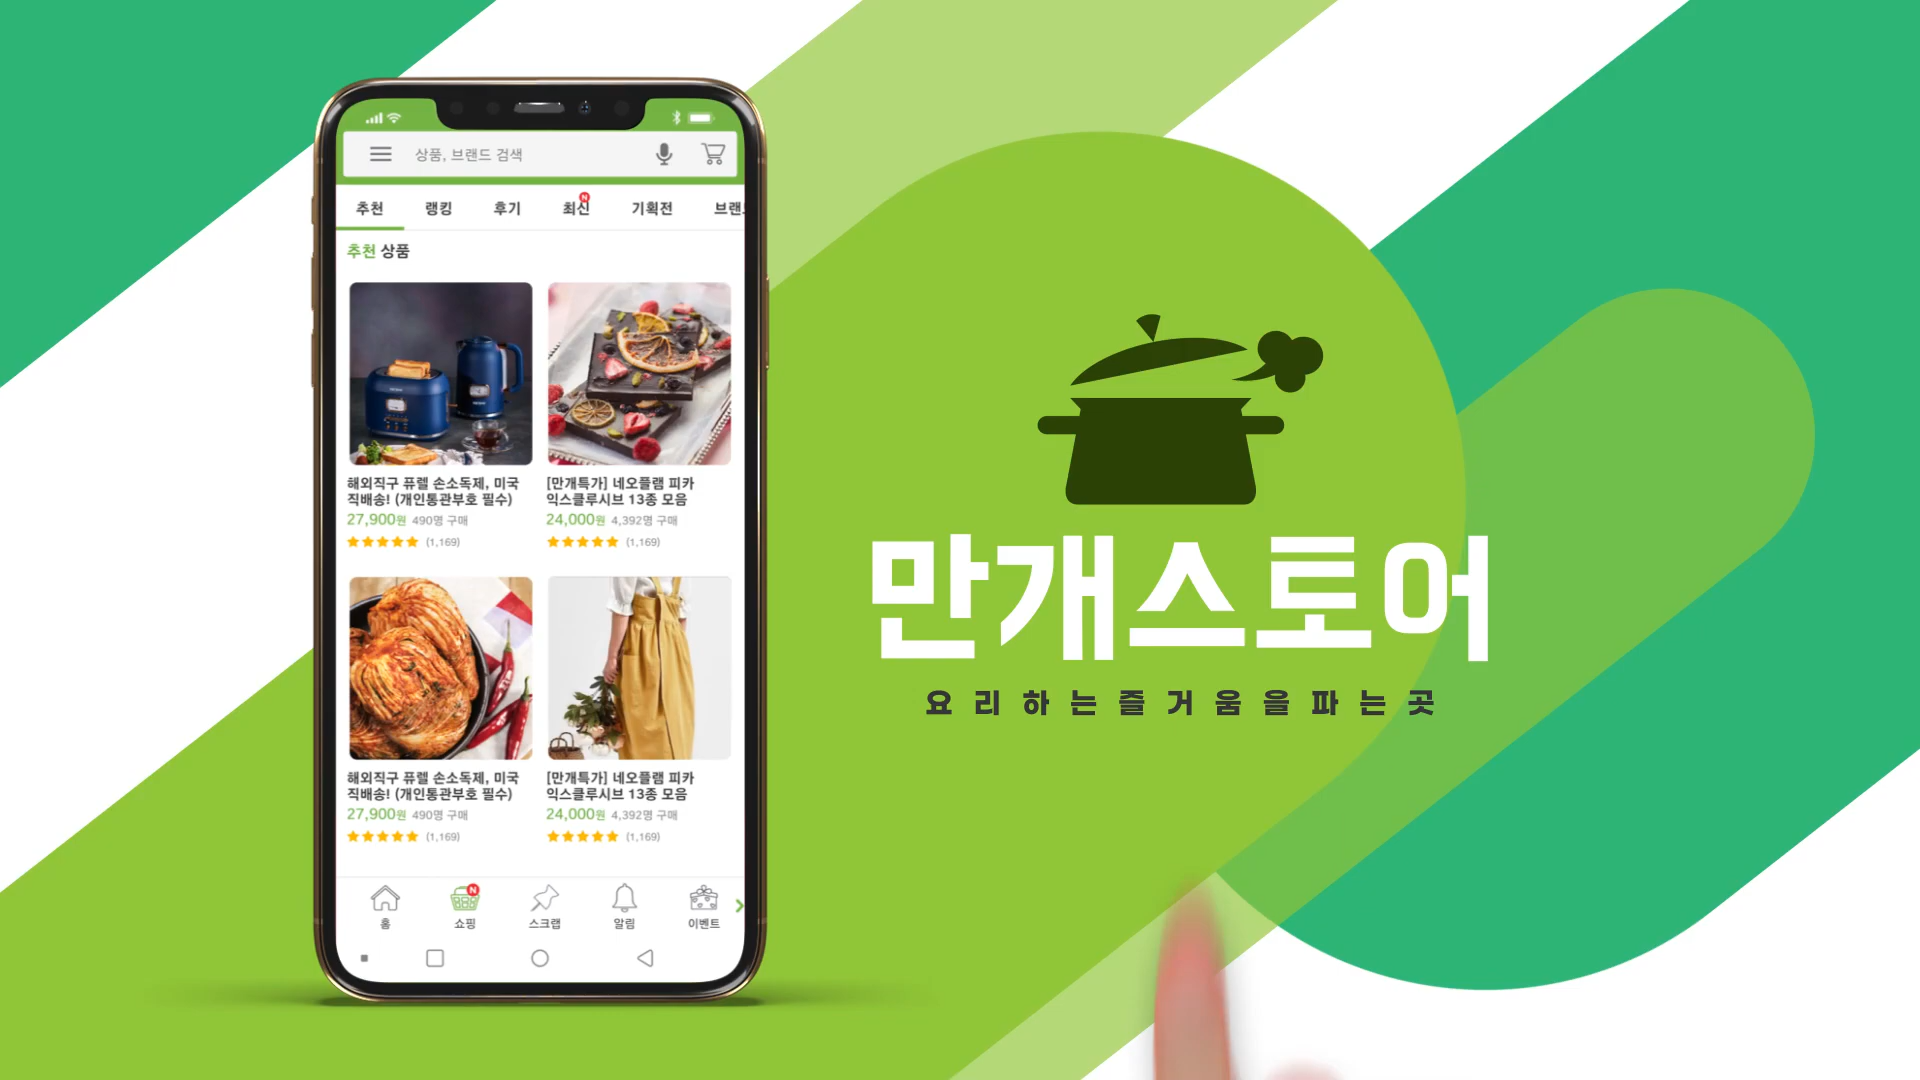 상품, 브랜드 검색
추천 랭킹 후기 최신 기획전 브랜드
N
추천 상품
해외직구 퓨렐 손소독제, 미국
직배송! (개인통관부호 필수)
27,900원 490명 구매
(1,169)
[만개특가] 네오플램 피카
익스클루시브 13종 모음
24,000원 4,392명 구매
(1,169)
해외직구 퓨렐 손소독제, 미국
직배송! (개인통관부호 필수)
27,900원 490명 구매
(1,169)
[만개특가] 네오플램 피카
익스클루시브 13종 모음
24,000원 4,392명 구매
(1,169)
N
홈 쇼핑 스크랩 알림 이벤트
만개스토어
요리하는즐거움을파는곳